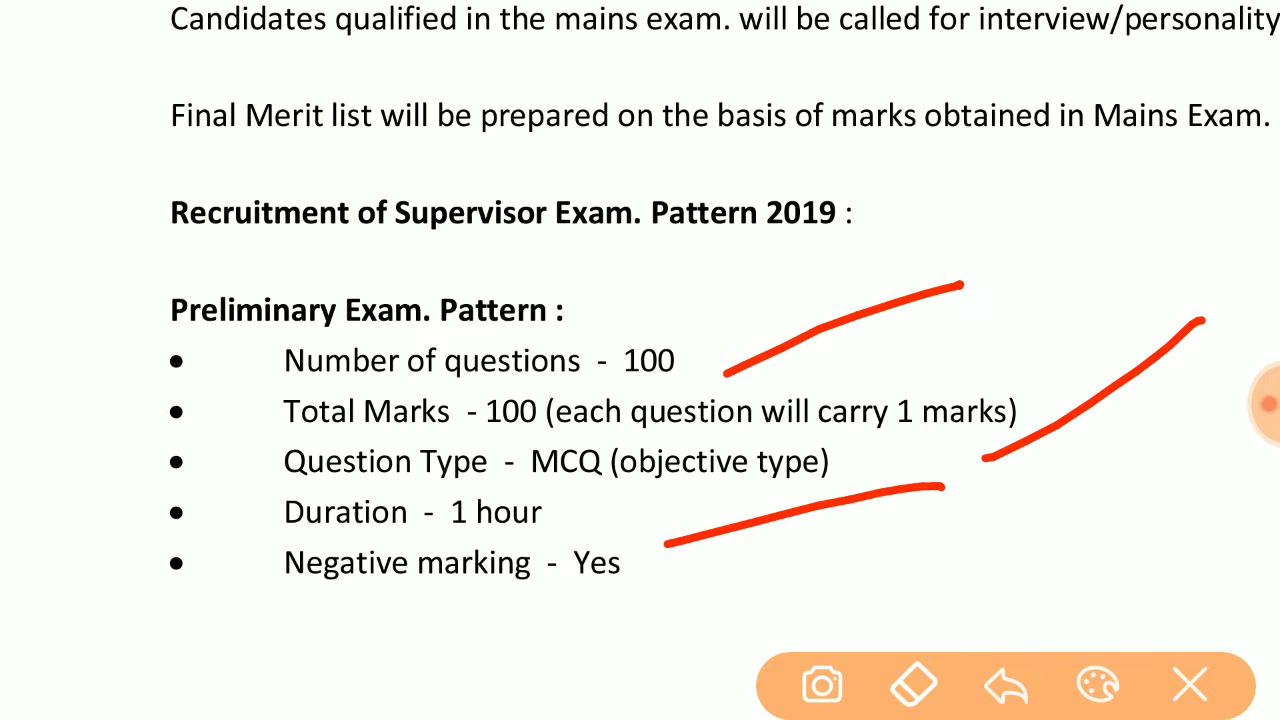 Candidates qualified in the mains exam. will be called for interview/personality
Final Merit list will be prepared on the basis of marks obtained in Mains Exam.
Recruitment of Supervisor Exam. Pattern 2019 :
Preliminary Exam. Pattern :
• Number of questions - 100
• Total Marks - 100 (each question will carry 1 marks)
• Question Type - MCQ (objective type)
• Duration - 1 hour
• Negative marking - Yes